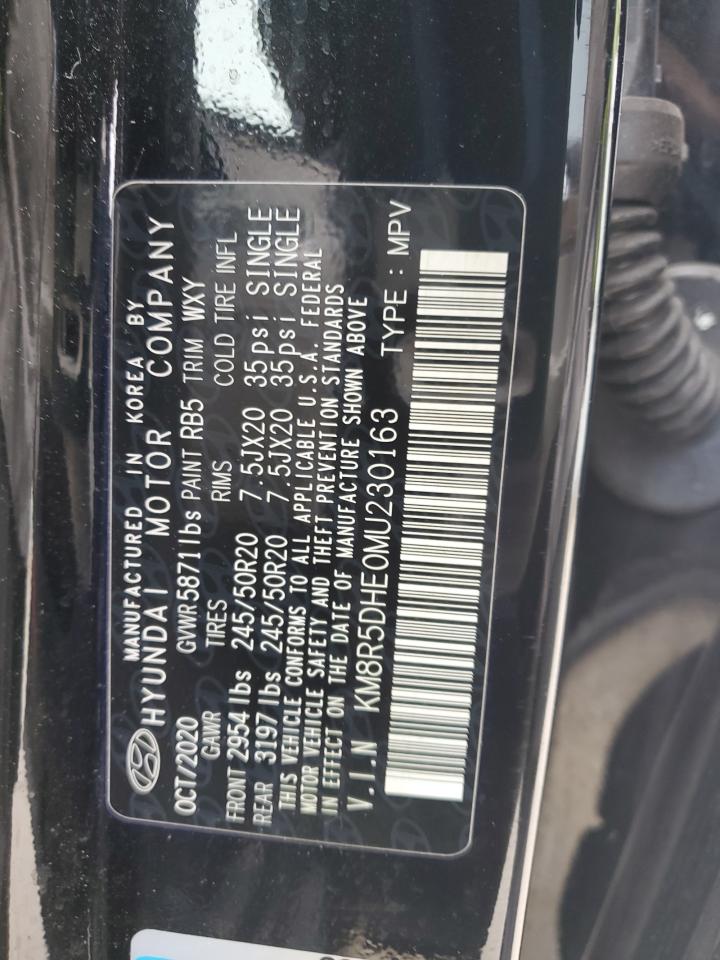 MANUFACTURED IN KOREA BY
HYUNDAI MOTOR COMPANY
OCT/2020 GVWR 5871 lbs PAINT RB5 TRIM WXY
GAWR TIRES RIMS COLD TIRE INFL
FRONT 2954 lbs 245/50R20 7.5JX20 35psi SINGLE
REAR 3197 lbs 245/50R20 7.5JX20 35psi SINGLE
THIS VEHICLE CONFORMS TO ALL APPLICABLE U.S.A. FEDERAL
MOTOR VEHICLE SAFETY AND THEFT PREVENTION STANDARDS
IN EFFECT ON THE DATE OF MANUFACTURE SHOWN ABOVE
V.I.N KM8R5DHE0MU230163 TYPE : MPV